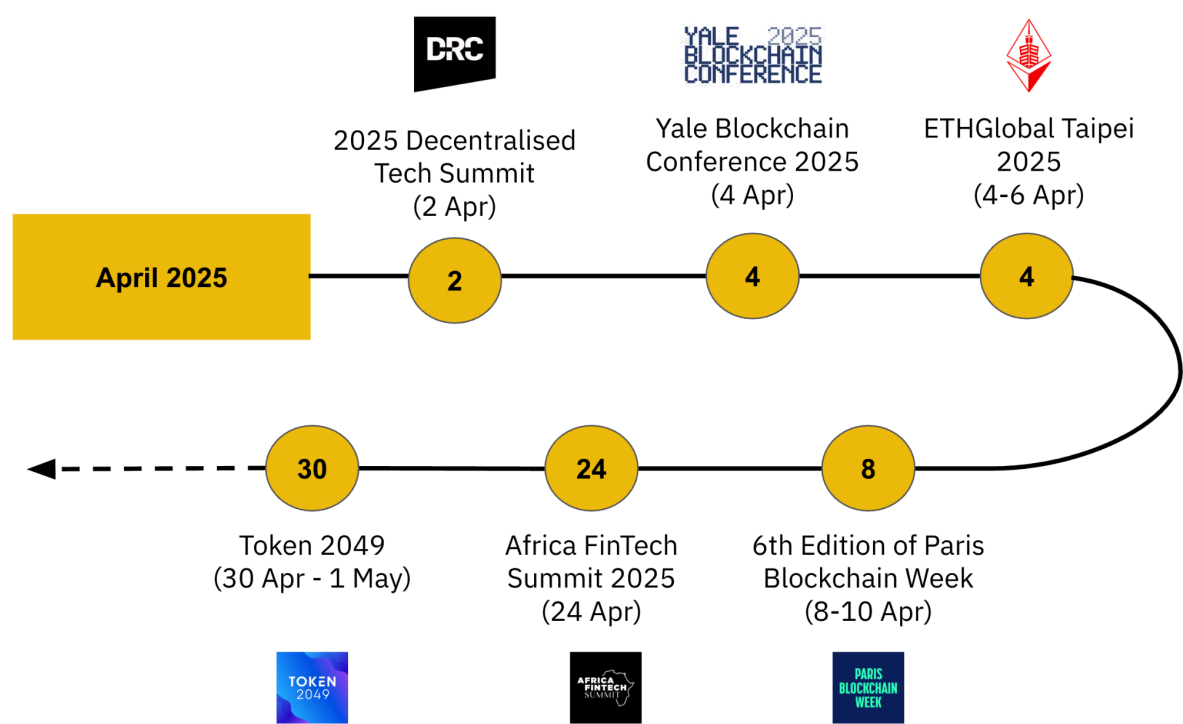 DRC
YALE 2025
BLOCKCHAIN
CONFERENCE
2025 Decentralised
Tech Summit
(2 Apr)
Yale Blockchain
Conference 2025
(4 Apr)
ETHGlobal Taipei
2025
(4-6 Apr)
April 2025
2
4
4
8
24
30
6th Edition of Paris
Blockchain Week
(8-10 Apr)
Africa FinTech
Summit 2025
(24 Apr)
Token 2049
(30 Apr - 1 May)
PARIS
BLOCKCHAIN
WEEK
AFRICA
FINTECH
SUMMIT
TOKEN
2049